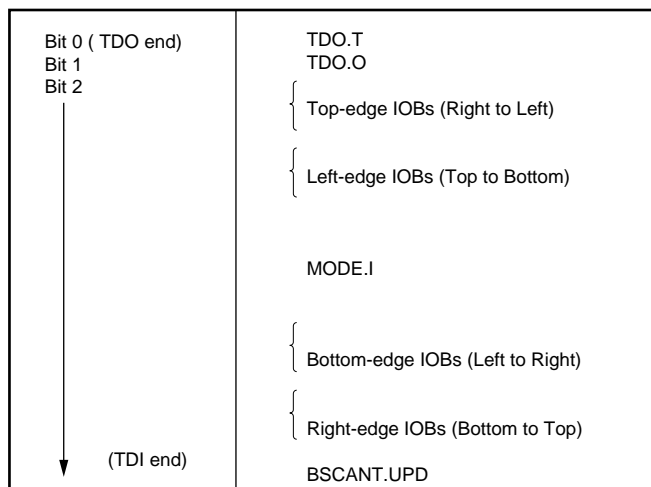 Bit 0 ( TDO end)
Bit 1
Bit 2
(TDI end)
TDO.T
TDO.O
Top-edge IOBs (Right to Left)
Left-edge IOBs (Top to Bottom)
MODE.I
Bottom-edge IOBs (Left to Right)
Right-edge IOBs (Bottom to Top)
BSCANT.UPD